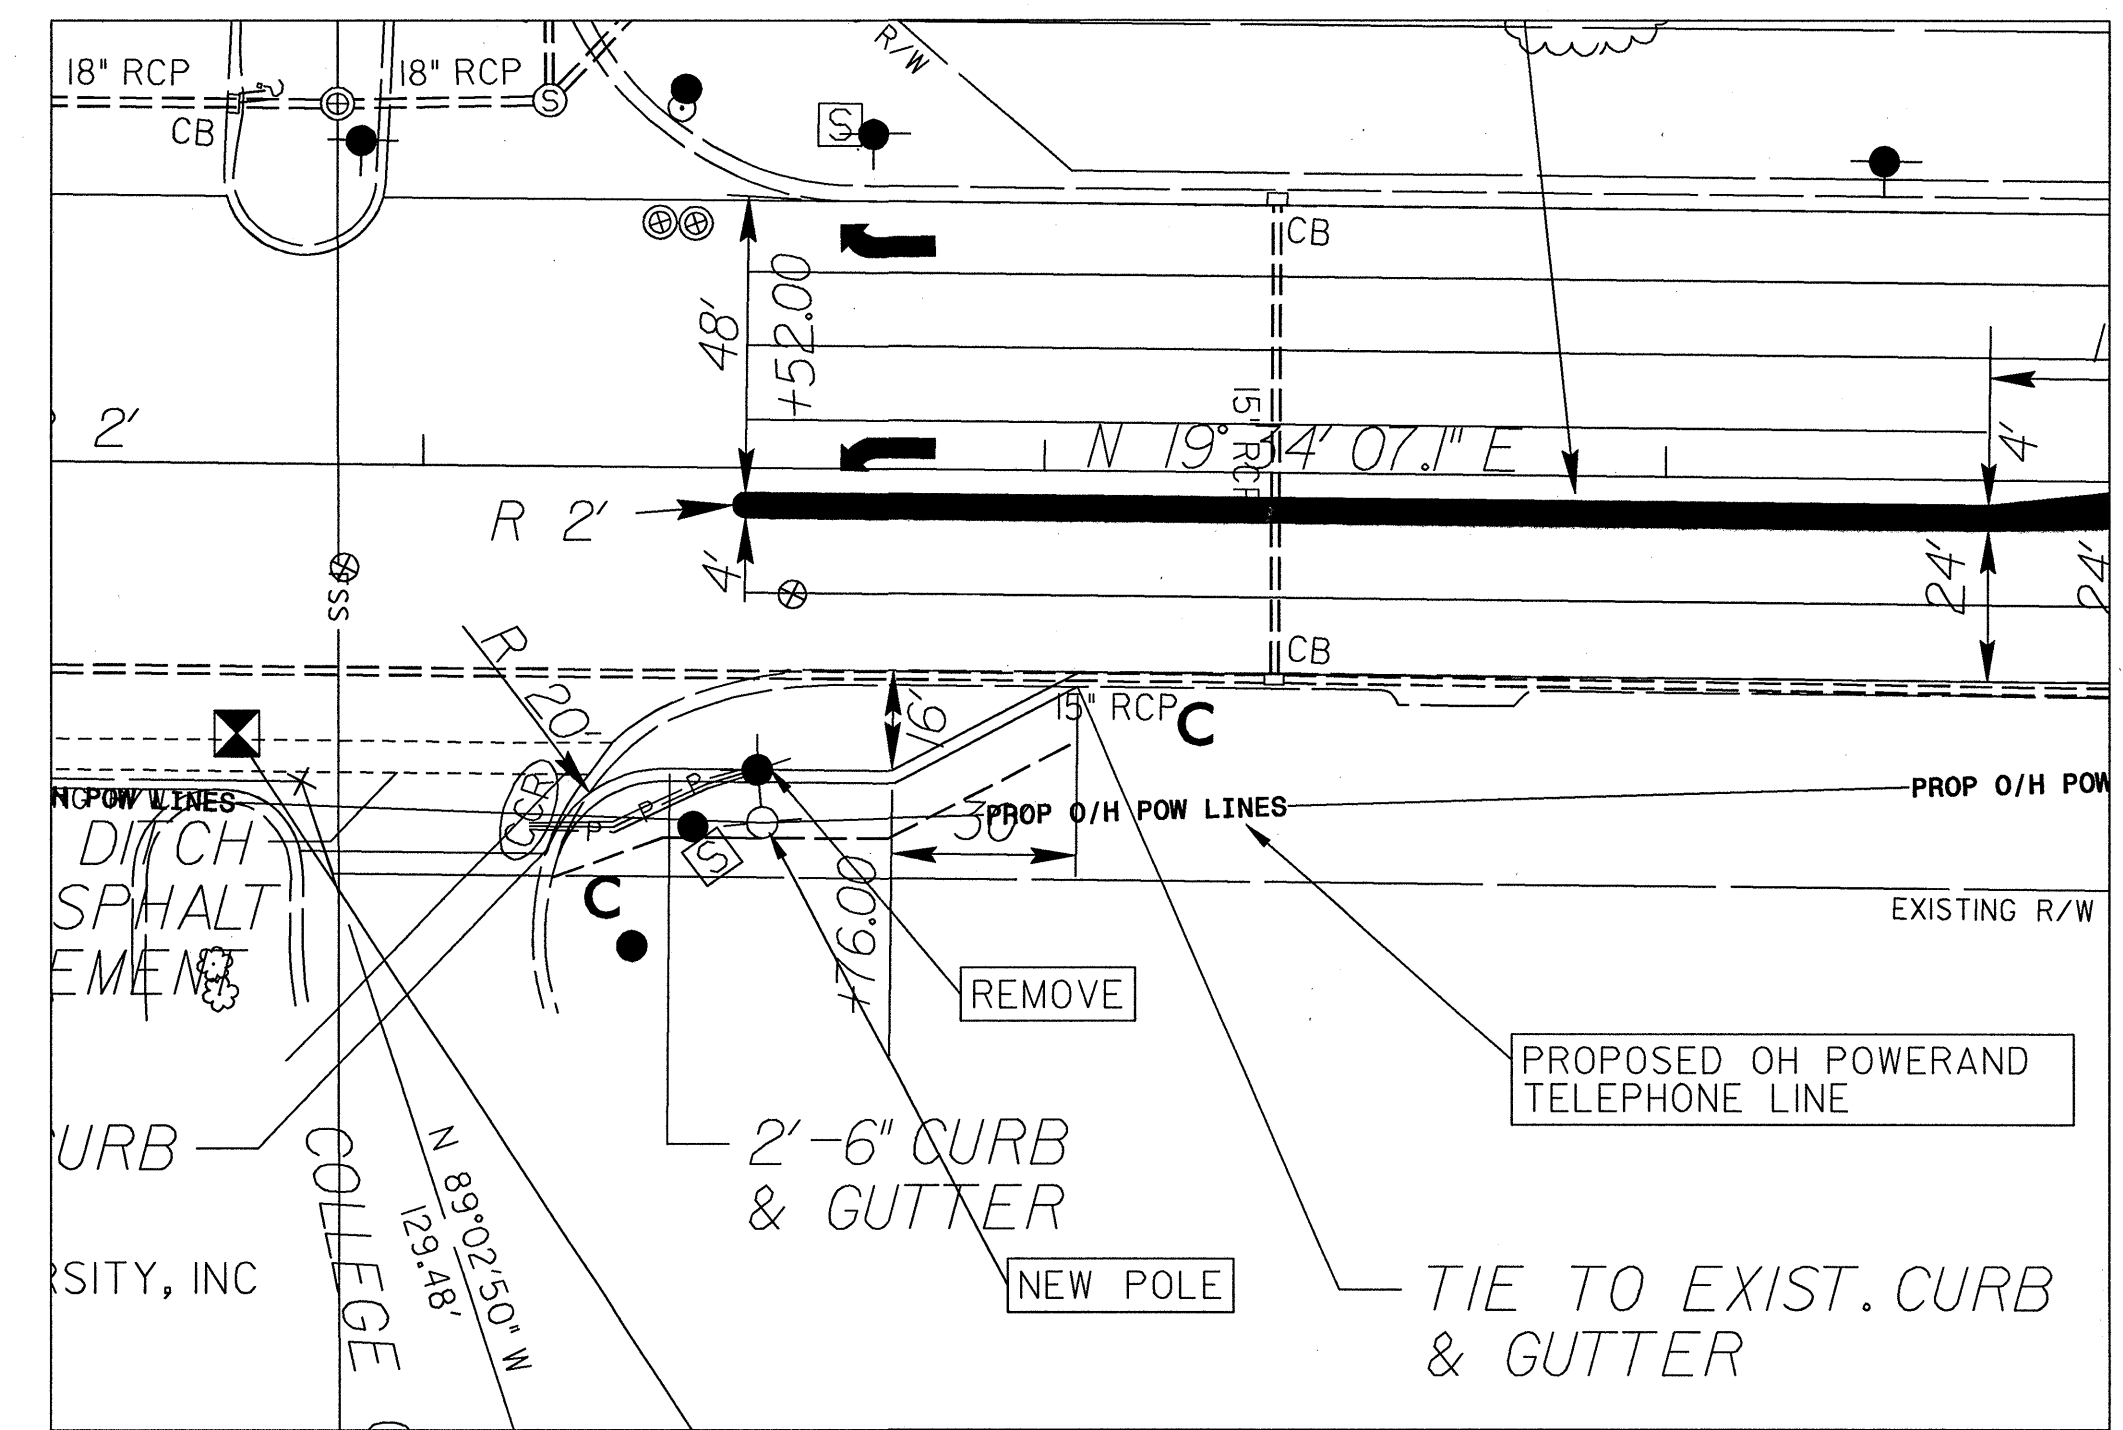 R/W
18" RCP
18" RCP
S
S
CB
CB
48'
+52.00
2'
15" RCP
N 19° 34' 07.1" E
4'
R 2'
4'
24'
24'
SS
CB
R 20'
16'
15" RCP
C
CCR
P P P
H POW LINES
PROP O/H POW LINES
PROP O/H POW
30'
DITCH
S
+76.00
C
EXISTING R/W
SPHALT
EMENT
REMOVE
PROPOSED OH POWERAND
TELEPHONE LINE
URB
2'-6" CURB
& GUTTER
COLLEGE
N 89°02'50" W
129.48'
RSITY, INC
NEW POLE
TIE TO EXIST. CURB
& GUTTER